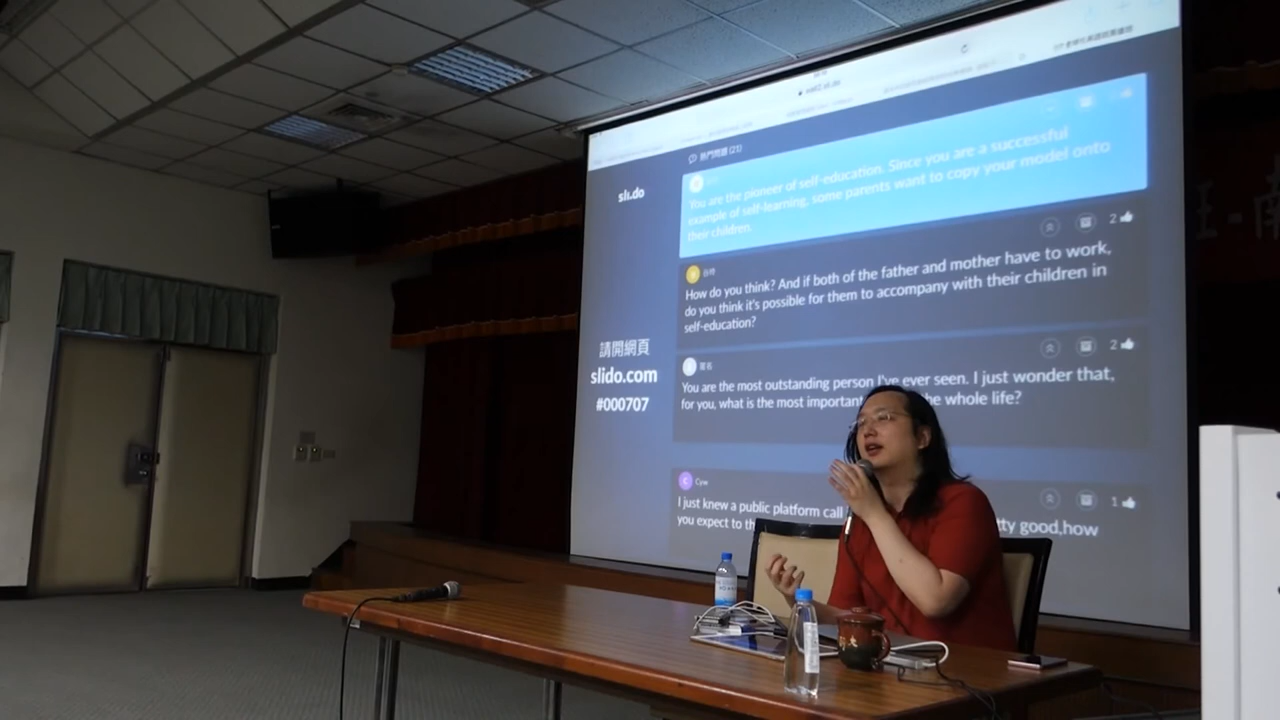 熱門問題 (21)
sli.do
You are the pioneer of self-education. Since you are a successful
example of self-learning, some parents want to copy your model onto
their children.
2
How do you think? And if both of the father and mother have to work,
do you think it's possible for them to accompany with their children in
self-education?
2
請開網頁
slido.com
#000707
匿名
You are the most outstanding person I've ever seen. I just wonder that,
for you, what is the most important he whole life?
1
Cyw
I just knew a public platform call
you expect to th tty good,how